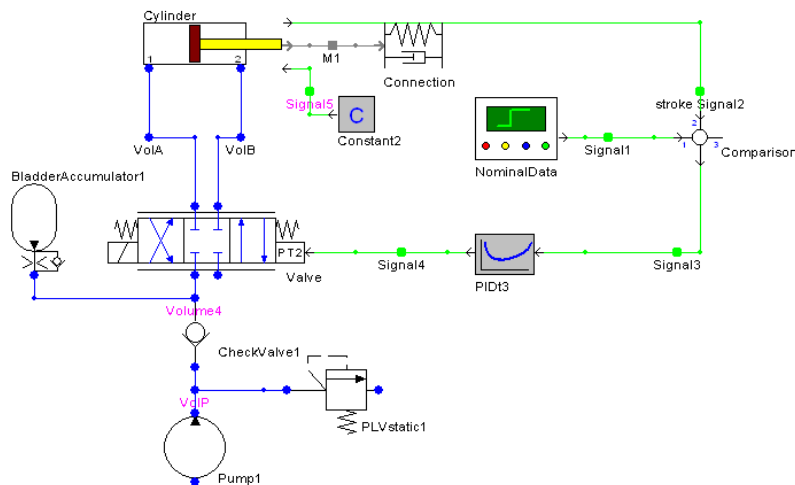 Cylinder
1
2
M1
Connection
Signal5
C
Constant2
stroke Signal2
2
1
3
Signal1
Comparison
NominalData
VolA
VolB
BladderAccumulator1
PT2
Valve
Signal4
PIDt3
Signal3
Volume4
CheckValve1
VolP
PLVstatic1
Pump1